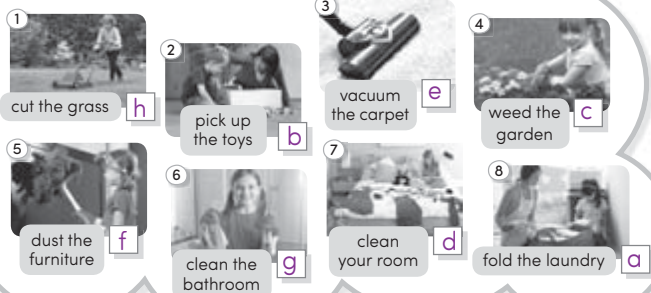 1
cut the grass
h
2
pick up
the toys
b
3
vacuum
the carpet
e
4
weed the
garden
c
5
dust the
furniture
f
6
clean the
bathroom
g
7
clean
your room
d
8
fold the laundry
a